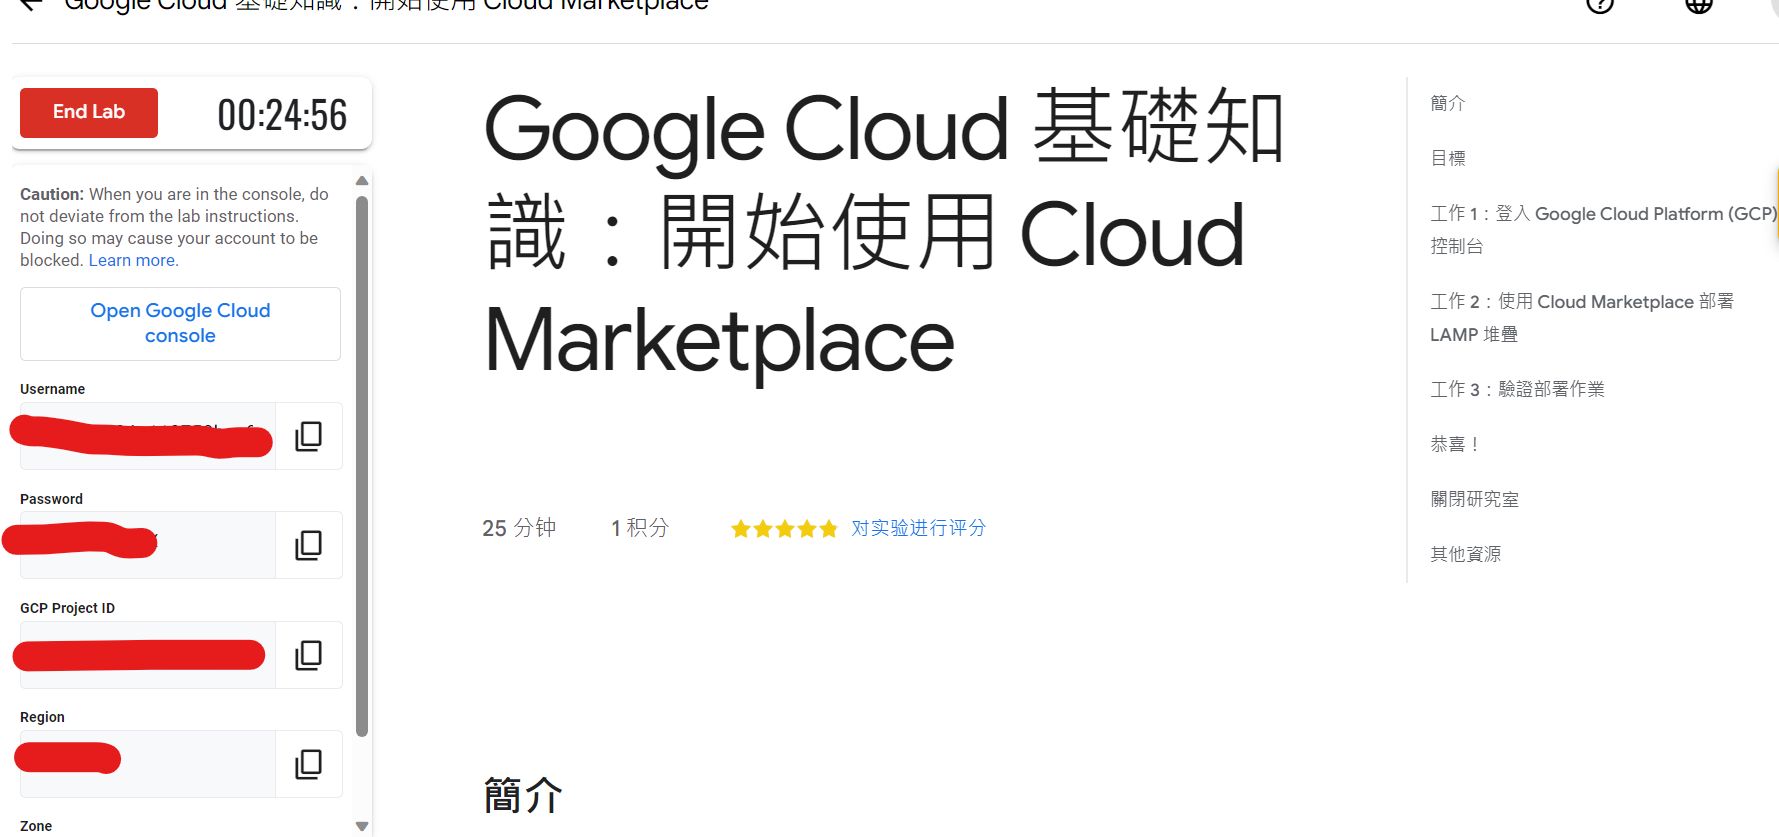 Google Cloud 基礎知識：開始使用 Cloud Marketplace
End Lab
00:24:56
Caution: When you are in the console, do
not deviate from the lab instructions.
Doing so may cause your account to be
blocked. Learn more.
Open Google Cloud
console
Username
Password
GCP Project ID
Region
Zone
Google Cloud 基礎知
識：開始使用 Cloud
Marketplace
25 分钟
1 积分
对实验进行评分
簡介
簡介
目標
工作 1：登入 Google Cloud Platform (GCP)
控制台
工作 2：使用 Cloud Marketplace 部署
LAMP 堆疊
工作 3：驗證部署作業
恭喜！
關閉研究室
其他資源